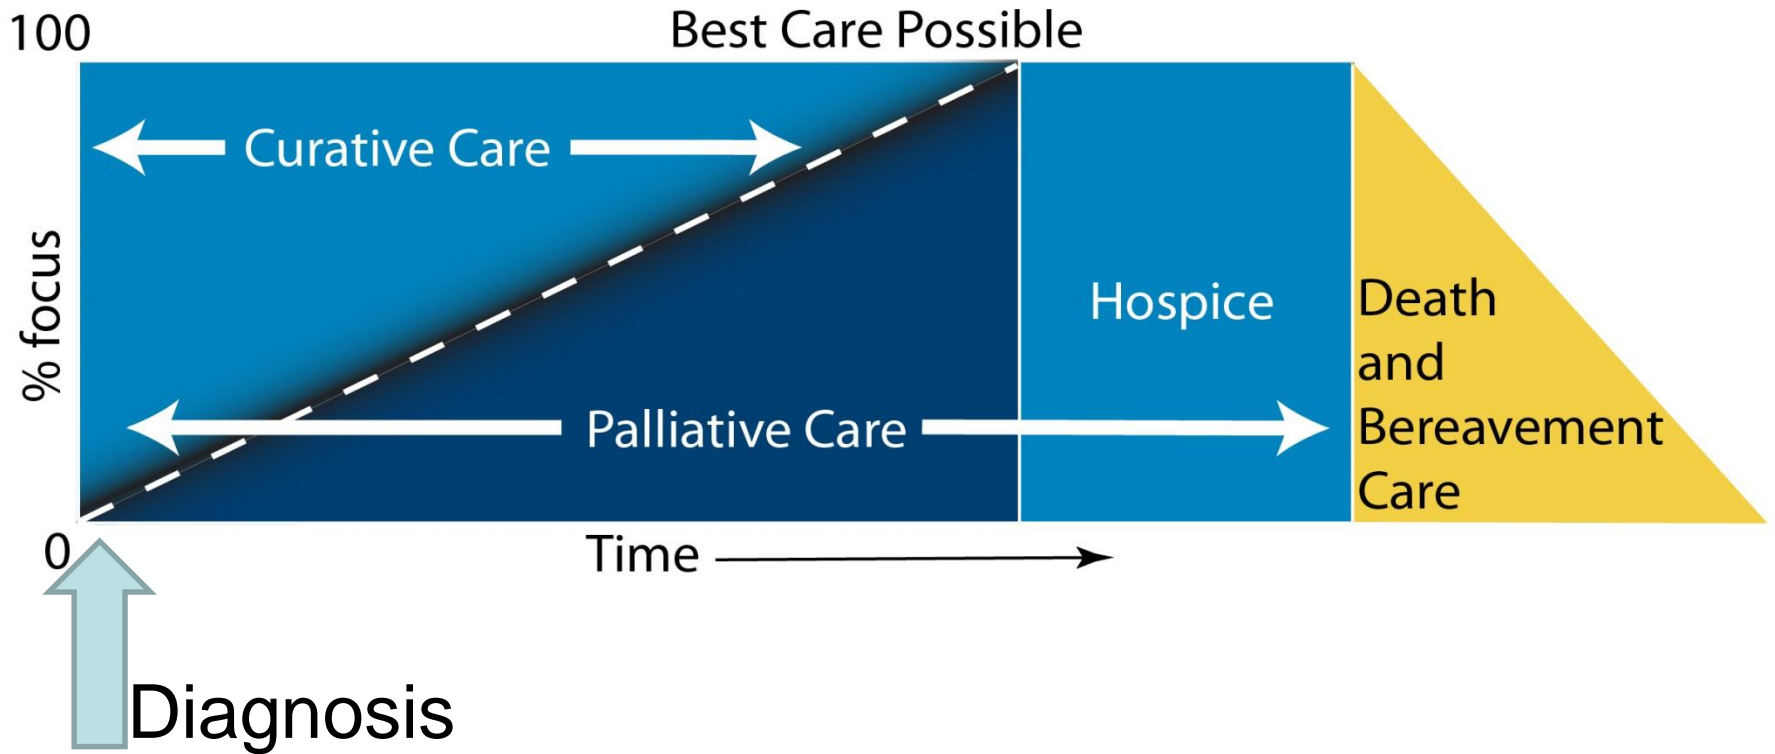 100
Best Care Possible
Curative Care
% focus
Hospice
Death
and
Bereavement
Care
Palliative Care
0
Time
Diagnosis